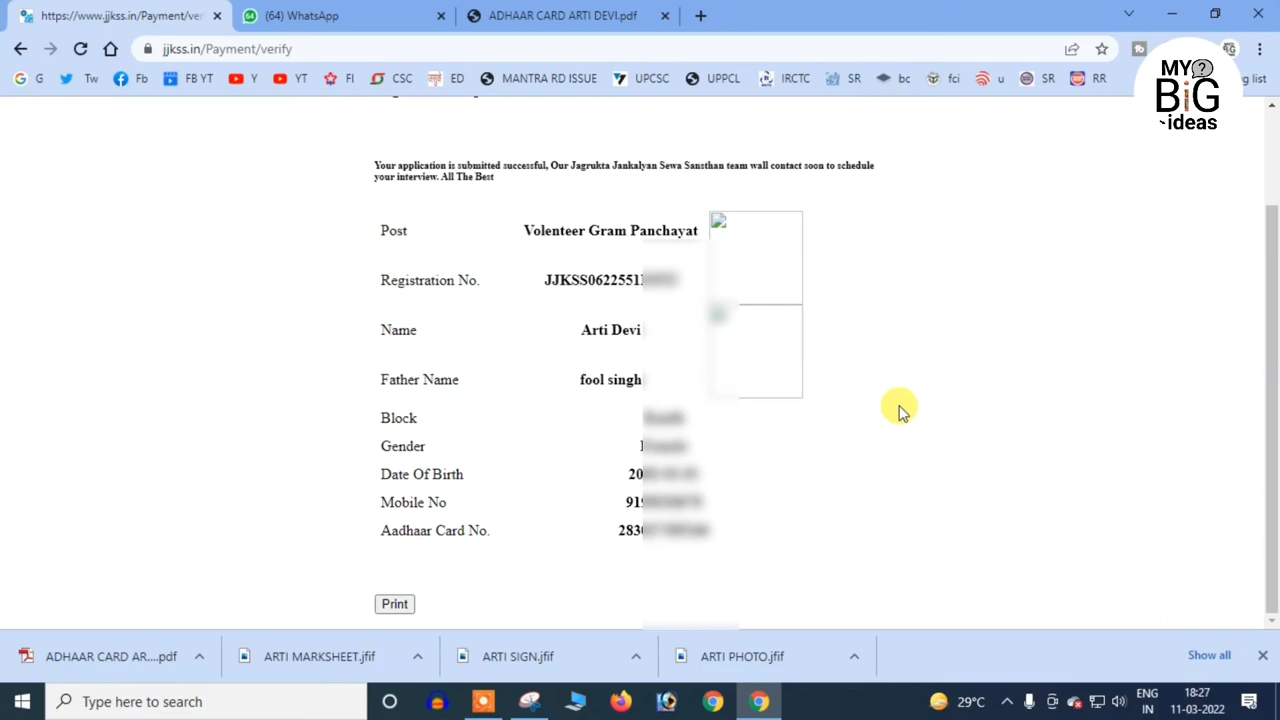 https://www.jjkss.in/Payment/ver
(64) WhatsApp
ADHAAR CARD ARTI DEVI.pdf
jjkss.in/Payment/verify
G Tw Fb FB YT Y YT FI CSC ED MANTRA RD ISSUE UPCSC UPPCL IRCTC SR bc fci u SR RR
g list
MY?
BiG
ideas
Your application is submitted successful, Our Jagrukta Jankalyan Sewa Sansthan team wall contact soon to schedule
your interview. All The Best
Post Volenteer Gram Panchayat
Registration No. JJKSS0622551
Name Arti Devi
Father Name fool singh
Block
Gender
Date Of Birth 20
Mobile No 919
Aadhaar Card No. 283
Print
ADHAAR CARD AR....pdf ARTI MARKSHEET.jfif ARTI SIGN.jfif ARTI PHOTO.jfif Show all
Type here to search 29°C ENG 18:27
IN 11-03-2022